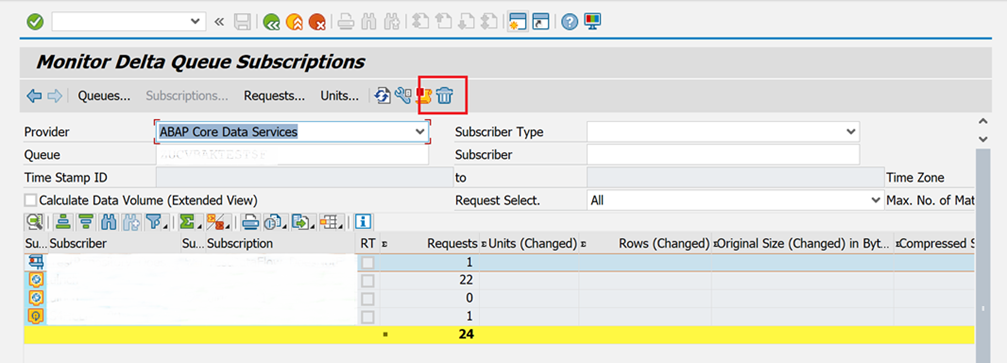 Monitor Delta Queue Subscriptions
Queues... Subscriptions... Requests... Units...
Provider ABAP Core Data Services Subscriber Type
Queue Subscriber
Time Stamp ID to Time Zone
Calculate Data Volume (Extended View) Request Select. All Max. No. of Mat
Su... Subscriber Su... Subscription RT Requests Units (Changed) Rows (Changed) Original Size (Changed) in Byt... Compressed S
1
22
0
1
24